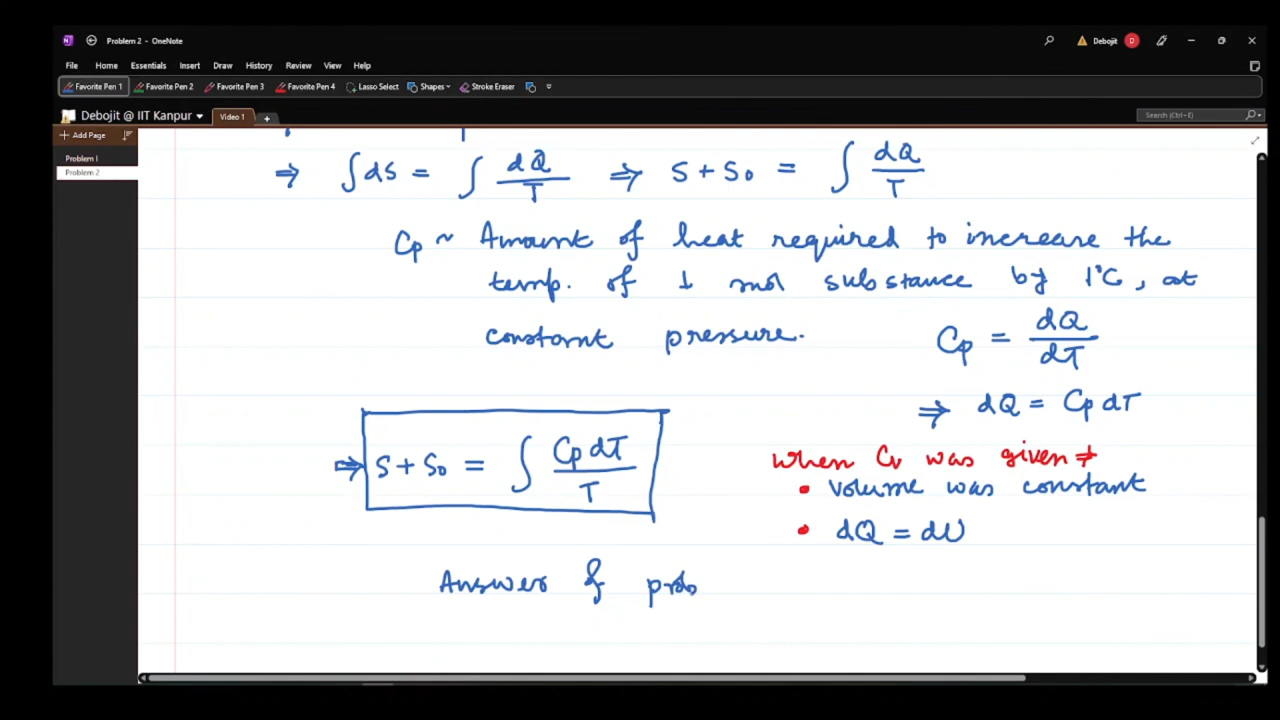 Problem 2 - OneNote
Debojit D
File Home Essentials Insert Draw History Review View Help
Favorite Pen 1 Favorite Pen 2 Favorite Pen 3 Favorite Pen 4 Lasso Select Shapes Stroke Eraser
Debojit @ IIT Kanpur Video 1 + Search (Ctrl+E)
+ Add Page
Problem 1
Problem 2
⇒ ∫dS = ∫ dQ/T ⇒ S + S₀ = ∫ dQ/T
Cp ~ Amount of heat required to increase the
temp. of 1 mol substance by 1°C, at
constant pressure.
Cp = dQ/dT
⇒ dQ = Cp dT
⇒ S + S₀ = ∫ Cp dT/T
When Cv was given →
• volume was constant
• dQ = dU
Answer of prob